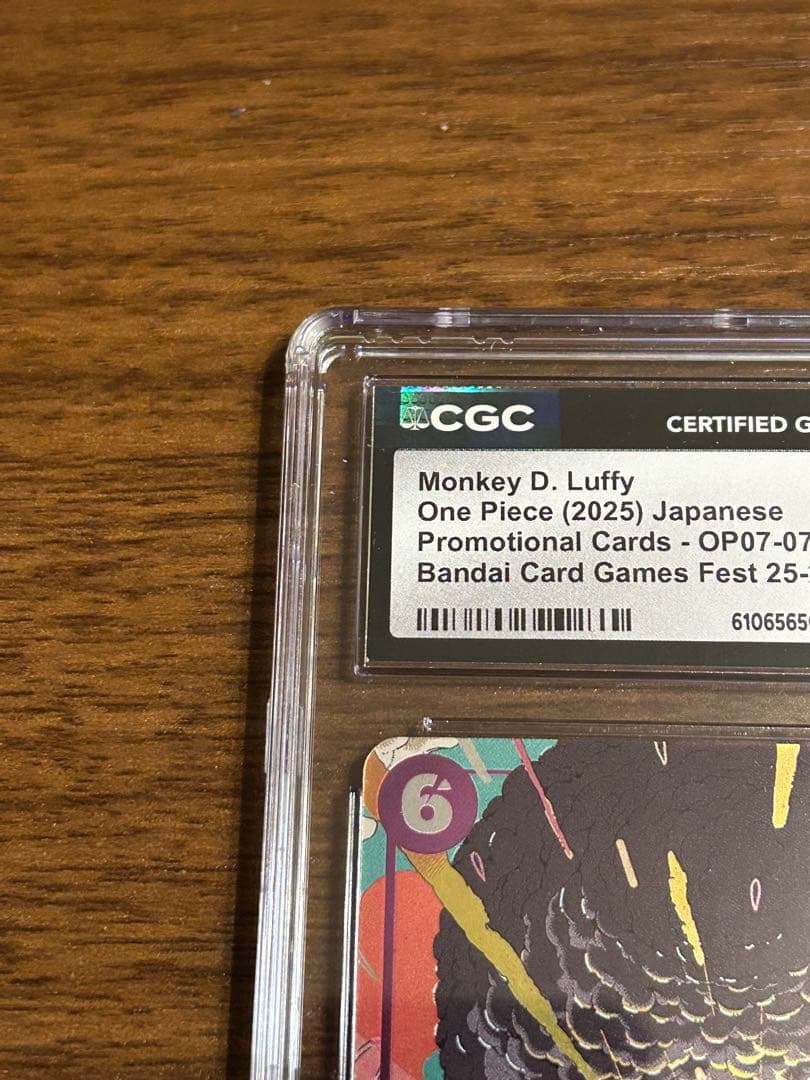 CGC
CERTIFIED G
Monkey D. Luffy
One Piece (2025) Japanese
Promotional Cards - OP07-07
Bandai Card Games Fest 25-
6106565
6